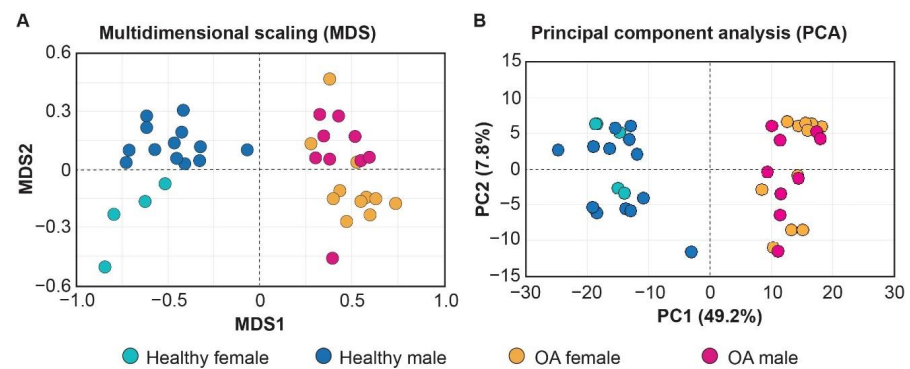 A
Multidimensional scaling (MDS)
0.6
0.3
0
−0.3
−0.6
MDS2
−1.0
−0.5
0
0.5
1.0
MDS1
B
Principal component analysis (PCA)
15
10
5
0
−5
−10
−15
PC2 (7.8%)
−30
−20
−10
0
10
20
30
PC1 (49.2%)
Healthy female
Healthy male
OA female
OA male